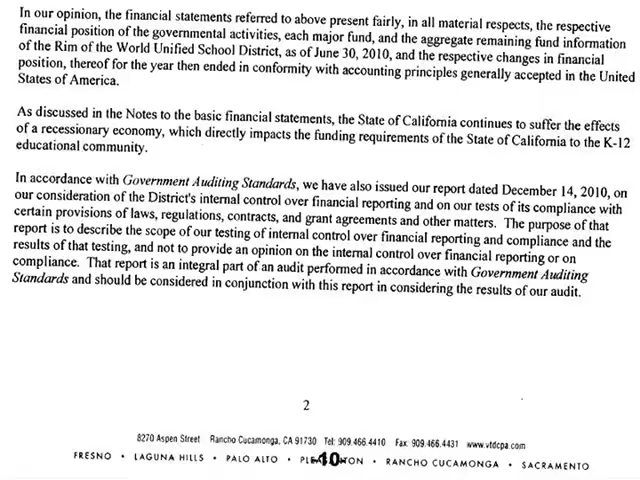 In our opinion, the financial statements referred to above present fairly, in all material respects, the respective
financial position of the governmental activities, each major fund, and the aggregate remaining fund information
of the Rim of the World Unified School District, as of June 30, 2010, and the respective changes in financial
position, thereof for the year then ended in conformity with accounting principles generally accepted in the United
States of America.
As discussed in the Notes to the basic financial statements, the State of California continues to suffer the effects
of a recessionary economy, which directly impacts the funding requirements of the State of California to the K-12
educational community.
In accordance with Government Auditing Standards, we have also issued our report dated December 14, 2010, on
our consideration of the District's internal control over financial reporting and on our tests of its compliance with
certain provisions of laws, regulations, contracts, and grant agreements and other matters. The purpose of that
report is to describe the scope of our testing of internal control over financial reporting and compliance and the
results of that testing, and not to provide an opinion on the internal control over financial reporting or on
compliance. That report is an integral part of an audit performed in accordance with Government Auditing
Standards and should be considered in conjunction with this report in considering the results of our audit.
2
8270 Aspen Street Rancho Cucamonga, CA 91730 Tel: 909.466.4410 Fax: 909.466.4431 www.vtdcpa.com
FRESNO • LAGUNA HILLS • PALO ALTO • 10 • RANCHO CUCAMONGA • SACRAMENTO